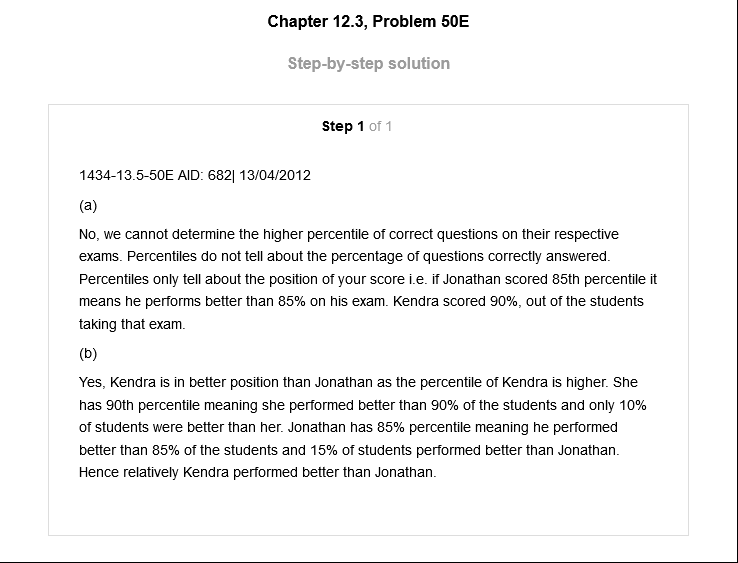 Chapter 12.3, Problem 50E
Step-by-step solution
Step 1 of 1
1434-13.5-50E AID: 682| 13/04/2012
(a)
No, we cannot determine the higher percentile of correct questions on their respective
exams. Percentiles do not tell about the percentage of questions correctly answered.
Percentiles only tell about the position of your score i.e. if Jonathan scored 85th percentile it
means he performs better than 85% on his exam. Kendra scored 90%, out of the students
taking that exam.
(b)
Yes, Kendra is in better position than Jonathan as the percentile of Kendra is higher. She
has 90th percentile meaning she performed better than 90% of the students and only 10%
of students were better than her. Jonathan has 85% percentile meaning he performed
better than 85% of the students and 15% of students performed better than Jonathan.
Hence relatively Kendra performed better than Jonathan.